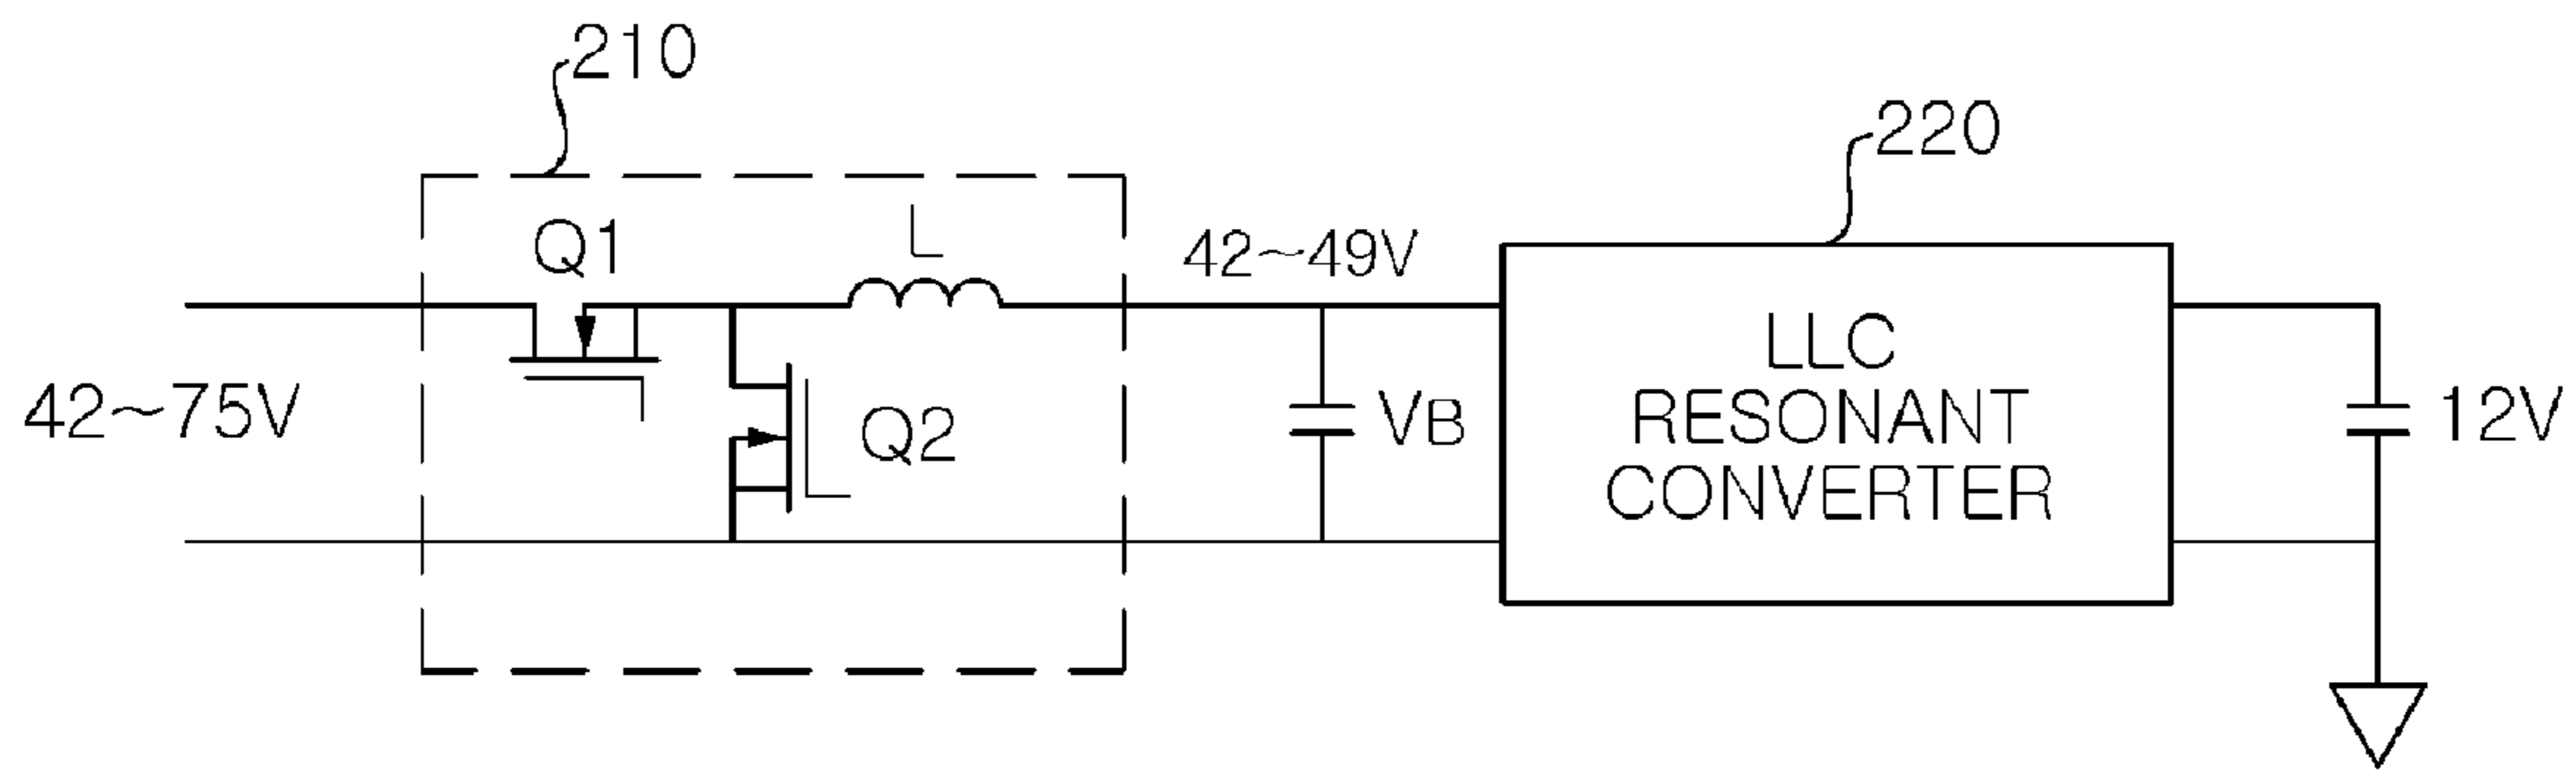 210
220
Q1
L
42~49V
42~75V
Q2
VB
LLC
RESONANT
CONVERTER
12V